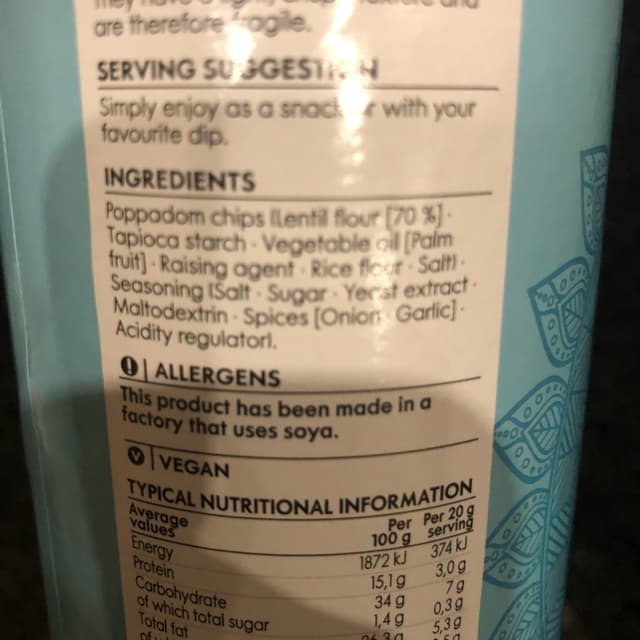 are therefore fragile.
SERVING SUGGESTION
Simply enjoy as a snack or with your
favourite dip.
INGREDIENTS
Poppadom chips (Lentil flour [70 %] ·
Tapioca starch · Vegetable oil [Palm
fruit] · Raising agent · Rice flour · Salt) ·
Seasoning (Salt · Sugar · Yeast extract ·
Maltodextrin · Spices [Onion · Garlic] ·
Acidity regulator).
ALLERGENS
This product has been made in a
factory that uses soya.
V VEGAN
TYPICAL NUTRITIONAL INFORMATION
Average values Per 100 g Per 20 g serving
Energy 1872 kJ 374 kJ
Protein 15,1 g 3,0 g
Carbohydrate 34 g 7 g
of which total sugar 1,4 g 0,3 g
Total fat 5,3 g